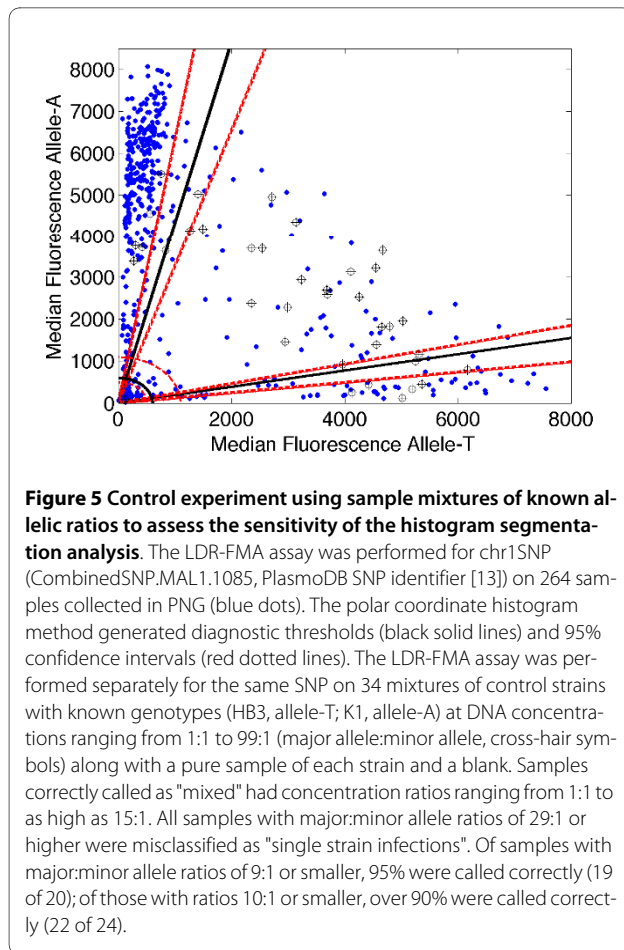 8000
7000
6000
5000
4000
3000
2000
1000
0
Median Fluorescence Allele-A
0
2000
4000
6000
8000
Median Fluorescence Allele-T
Figure 5 Control experiment using sample mixtures of known al-
lelic ratios to assess the sensitivity of the histogram segmenta-
tion analysis. The LDR-FMA assay was performed for chr1SNP
(CombinedSNP.MAL1.1085, PlasmoDB SNP identifier [13]) on 264 sam-
ples collected in PNG (blue dots). The polar coordinate histogram
method generated diagnostic thresholds (black solid lines) and 95%
confidence intervals (red dotted lines). The LDR-FMA assay was per-
formed separately for the same SNP on 34 mixtures of control strains
with known genotypes (HB3, allele-T; K1, allele-A) at DNA concentra-
tions ranging from 1:1 to 99:1 (major allele:minor allele, cross-hair sym-
bols) along with a pure sample of each strain and a blank. Samples
correctly called as "mixed" had concentration ratios ranging from 1:1 to
as high as 15:1. All samples with major:minor allele ratios of 29:1 or
higher were misclassified as "single strain infections". Of samples with
major:minor allele ratios of 9:1 or smaller, 95% were called correctly (19
of 20); of those with ratios 10:1 or smaller, over 90% were called correct-
ly (22 of 24).